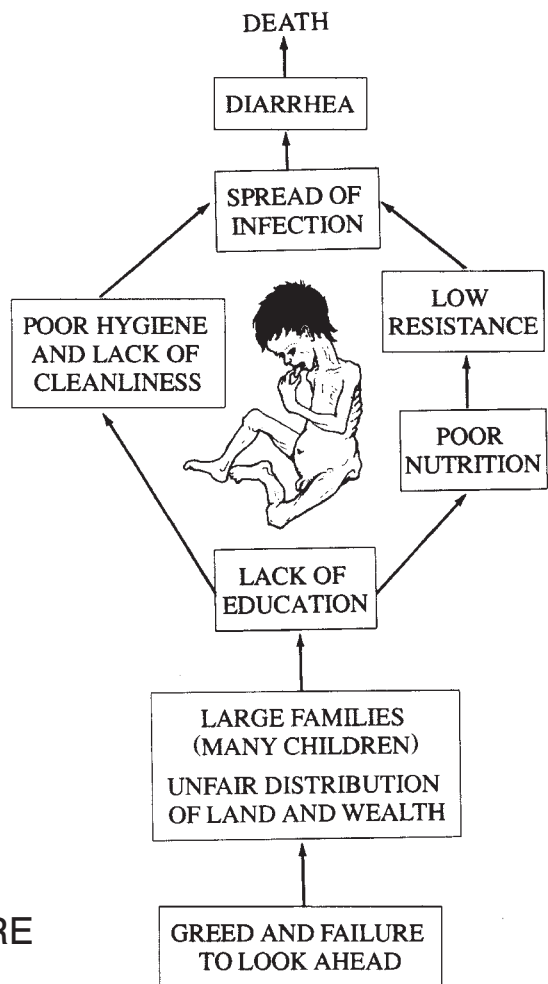 DEATH
DIARRHEA
SPREAD OF
INFECTION
POOR HYGIENE
AND LACK OF
CLEANLINESS
LOW
RESISTANCE
POOR
NUTRITION
LACK OF
EDUCATION
LARGE FAMILIES
(MANY CHILDREN)
UNFAIR DISTRIBUTION
OF LAND AND WEALTH
RE
GREED AND FAILURE
TO LOOK AHEAD